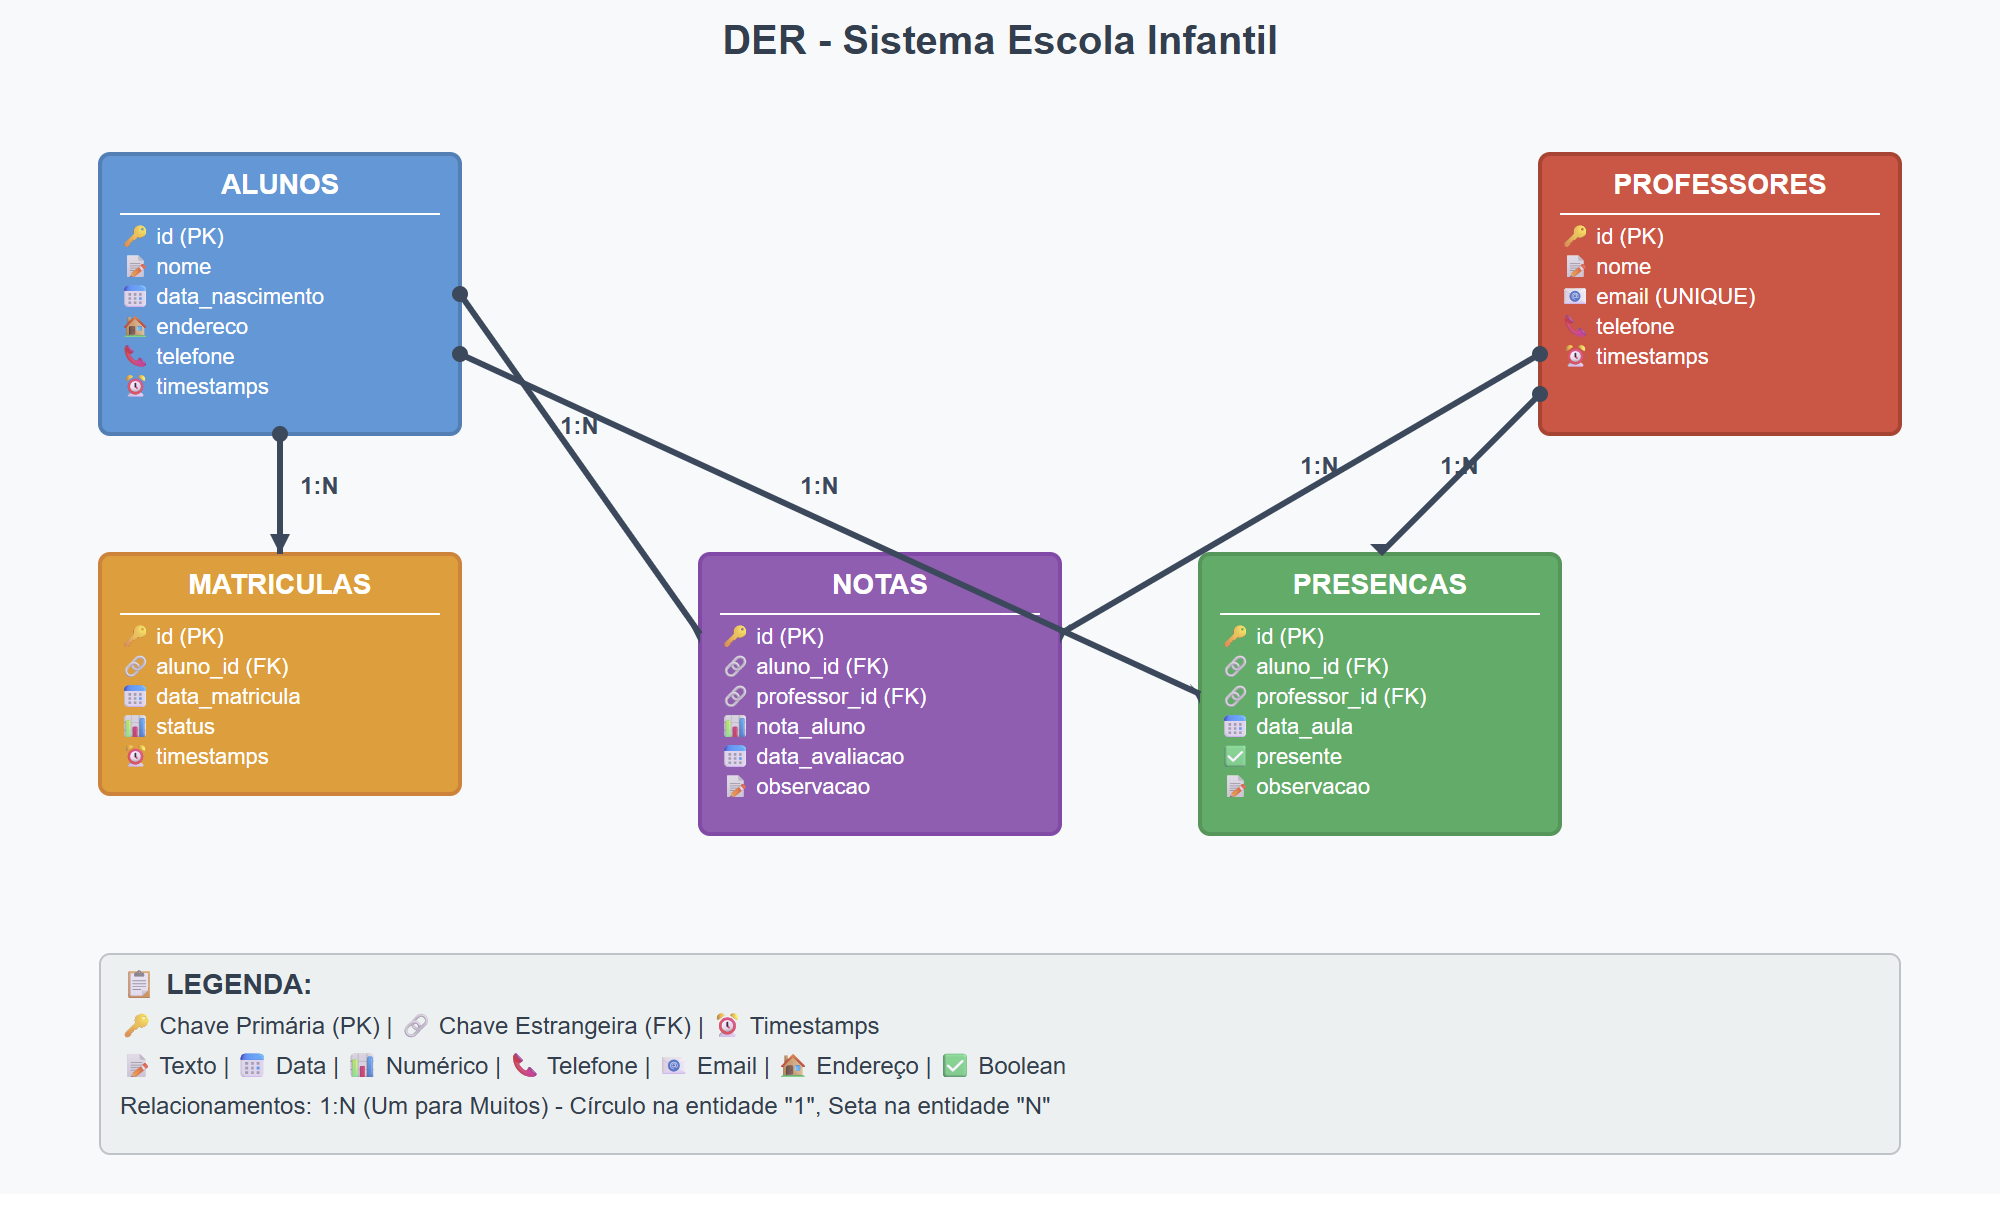 DER - Sistema Escola Infantil
ALUNOS
id (PK)
nome
data_nascimento
endereco
telefone
timestamps
PROFESSORES
id (PK)
nome
email (UNIQUE)
telefone
timestamps
1:N
1:N
1:N
1:N
1:N
MATRICULAS
id (PK)
aluno_id (FK)
data_matricula
status
timestamps
NOTAS
id (PK)
aluno_id (FK)
professor_id (FK)
nota_aluno
data_avaliacao
observacao
PRESENCAS
id (PK)
aluno_id (FK)
professor_id (FK)
data_aula
presente
observacao
LEGENDA:
Chave Primária (PK) | Chave Estrangeira (FK) | Timestamps
Texto | Data | Numérico | Telefone | Email | Endereço | Boolean
Relacionamentos: 1:N (Um para Muitos) - Círculo na entidade "1", Seta na entidade "N"